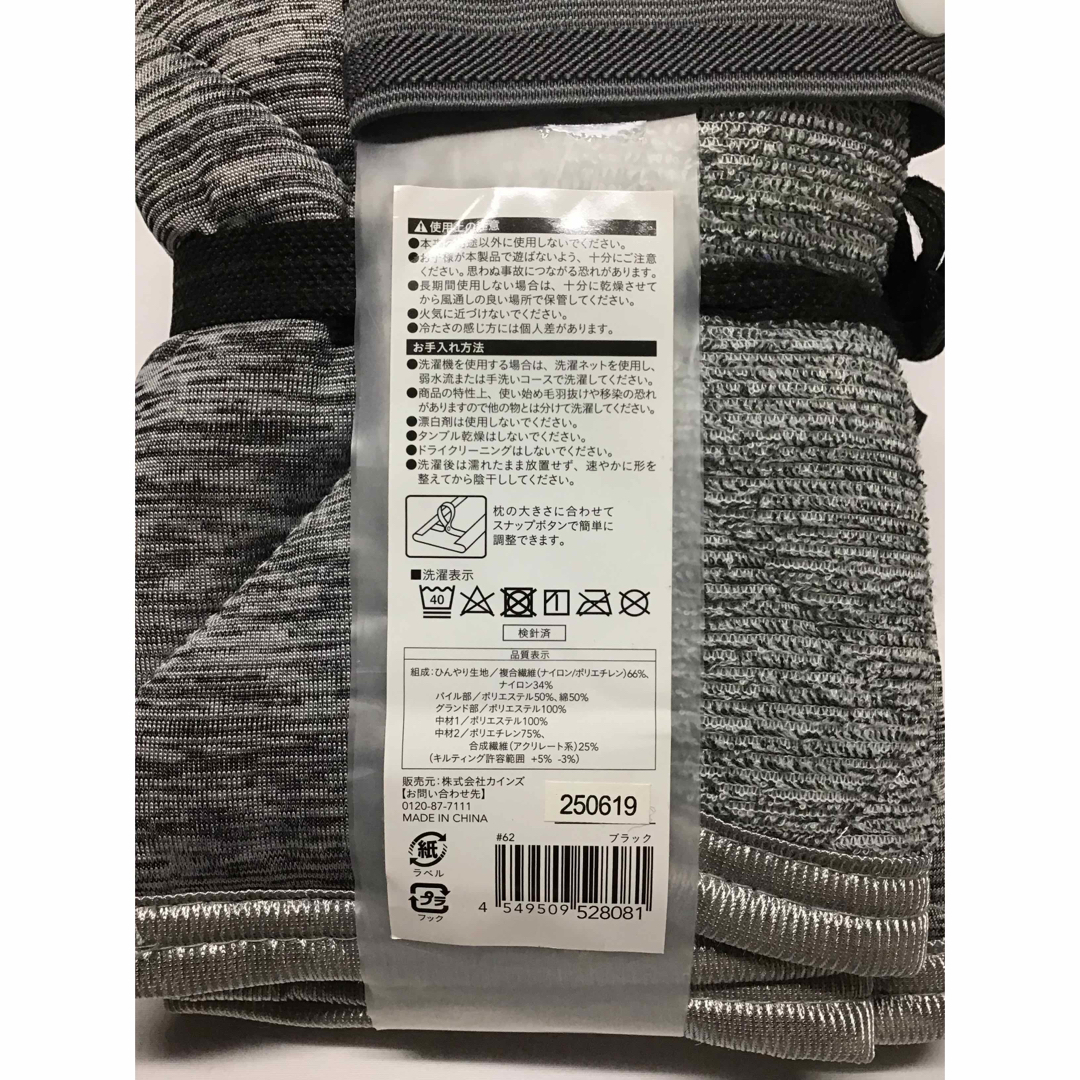 使用上の注意
●本来の用途以外に使用しないでください。
●お子様が本製品で遊ばないよう、十分にご注意
ください。思わぬ事故につながる恐れがあります。
●長期間使用しない場合は、十分に乾燥させて
から風通しの良い場所で保管してください。
●火気に近づけないでください。
●冷たさの感じ方には個人差があります。
お手入れ方法
●洗濯機を使用する場合は、洗濯ネットを使用し、
弱水流または手洗いコースで洗濯してください。
●商品の特性上、使い始め毛羽抜けや移染の恐れ
がありますので他の物とは分けて洗濯してください。
●漂白剤は使用しないでください。
●タンブル乾燥はしないでください。
●ドライクリーニングはしないでください。
●洗濯後は濡れたまま放置せず、速やかに形を
整えてから陰干ししてください。
枕の大きさに合わせて
スナップボタンで簡単に
調整できます。
■洗濯表示
40
検針済
品質表示
組成:ひんやり生地/複合繊維(ナイロン/ポリエチレン)66%、
ナイロン34%
パイル部/ポリエステル50%、綿50%
グランド部/ポリエステル100%
中材1/ポリエステル100%
中材2/ポリエチレン75%、
合成繊維(アクリレート系)25%
(キルティング許容範囲 +5% -3%)
販売元:株式会社カインズ
【お問い合わせ先】
0120-87-7111
MADE IN CHINA
250619
紙
ラベル
プラ
フック
#62 ブラック
4 549509 528081